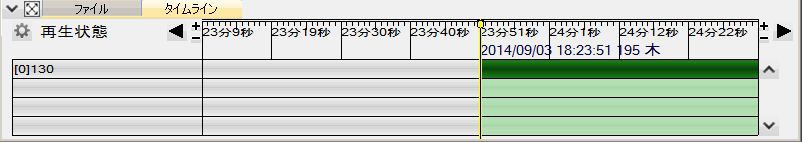 ファイル タイムライン
再生状態 23分9秒 23分19秒 23分30秒 23分40秒 23分51秒 24分1秒 24分12秒 24分22秒
2014/09/03 18:23:51 195 木
[0]130